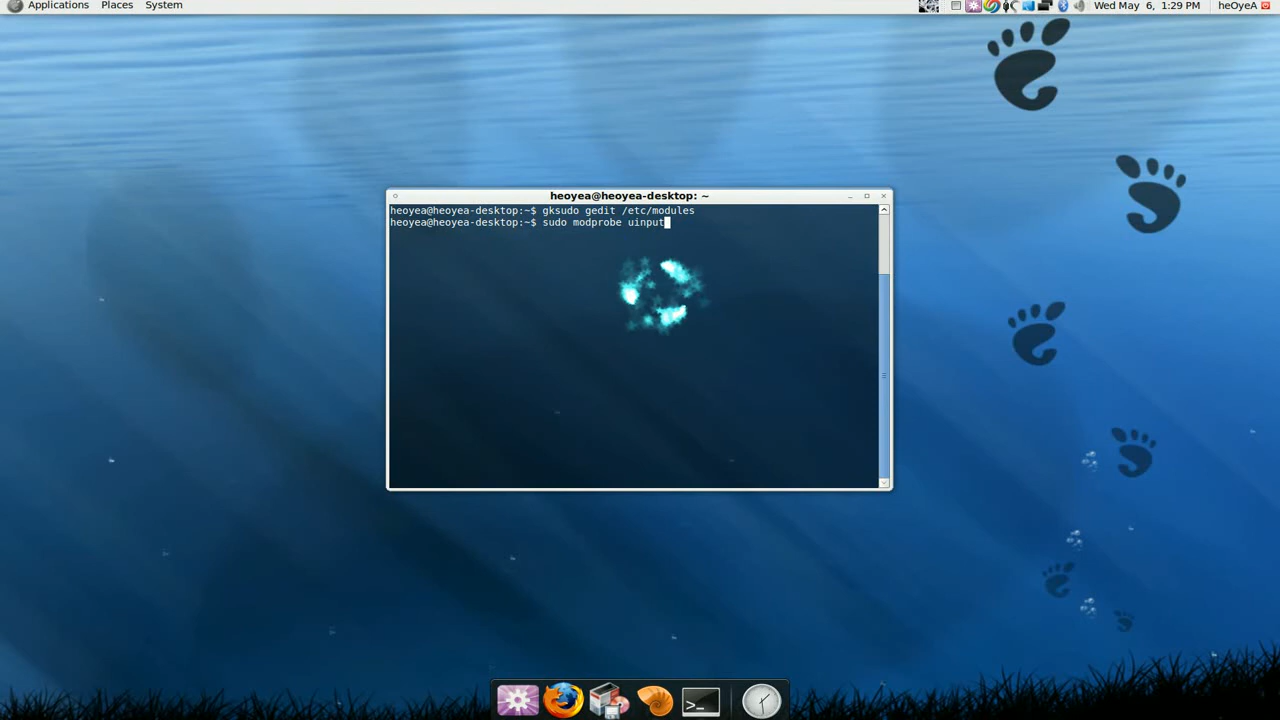 Applications Places System
Wed May 6, 1:29 PM heOyeA
heoyea@heoyea-desktop: ~
heoyea@heoyea-desktop:~$ gksudo gedit /etc/modules
heoyea@heoyea-desktop:~$ sudo modprobe uinput
>_